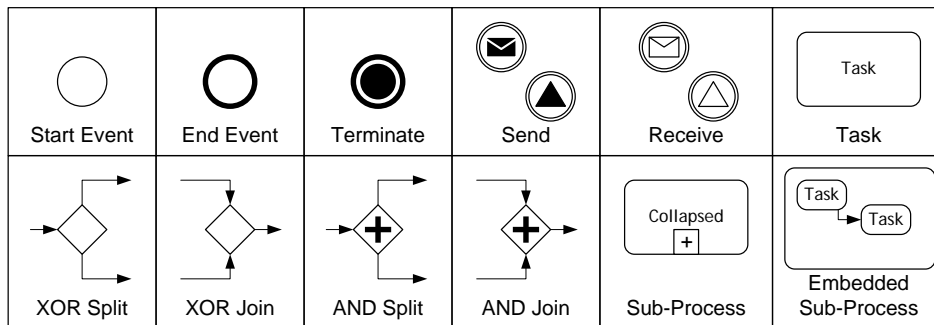 Task
Start Event
End Event
Terminate
Send
Receive
Task
Collapsed
+
Task
Task
XOR Split
XOR Join
AND Split
AND Join
Sub-Process
Embedded
Sub-Process